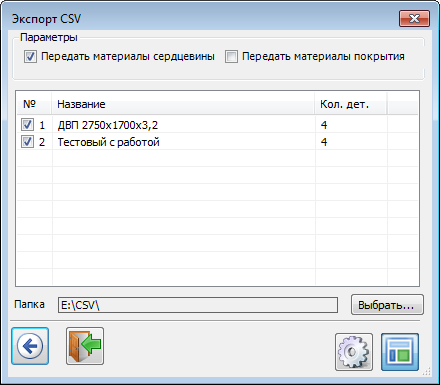 Экспорт CSV
Параметры
Передать материалы сердцевины Передать материалы покрытия
№ Название Кол. дет.
1 ДВП 2750x1700x3,2 4
2 Тестовый с работой 4
Папка E:\CSV\ Выбрать...